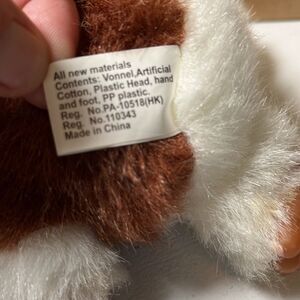 All new materials
Contents: Vonnel,Artificial
Cotton, Plastic Head, hand
and foot, PP plastic.
Reg. No.PA-10518(HK)
Reg. No.110343
Made in China